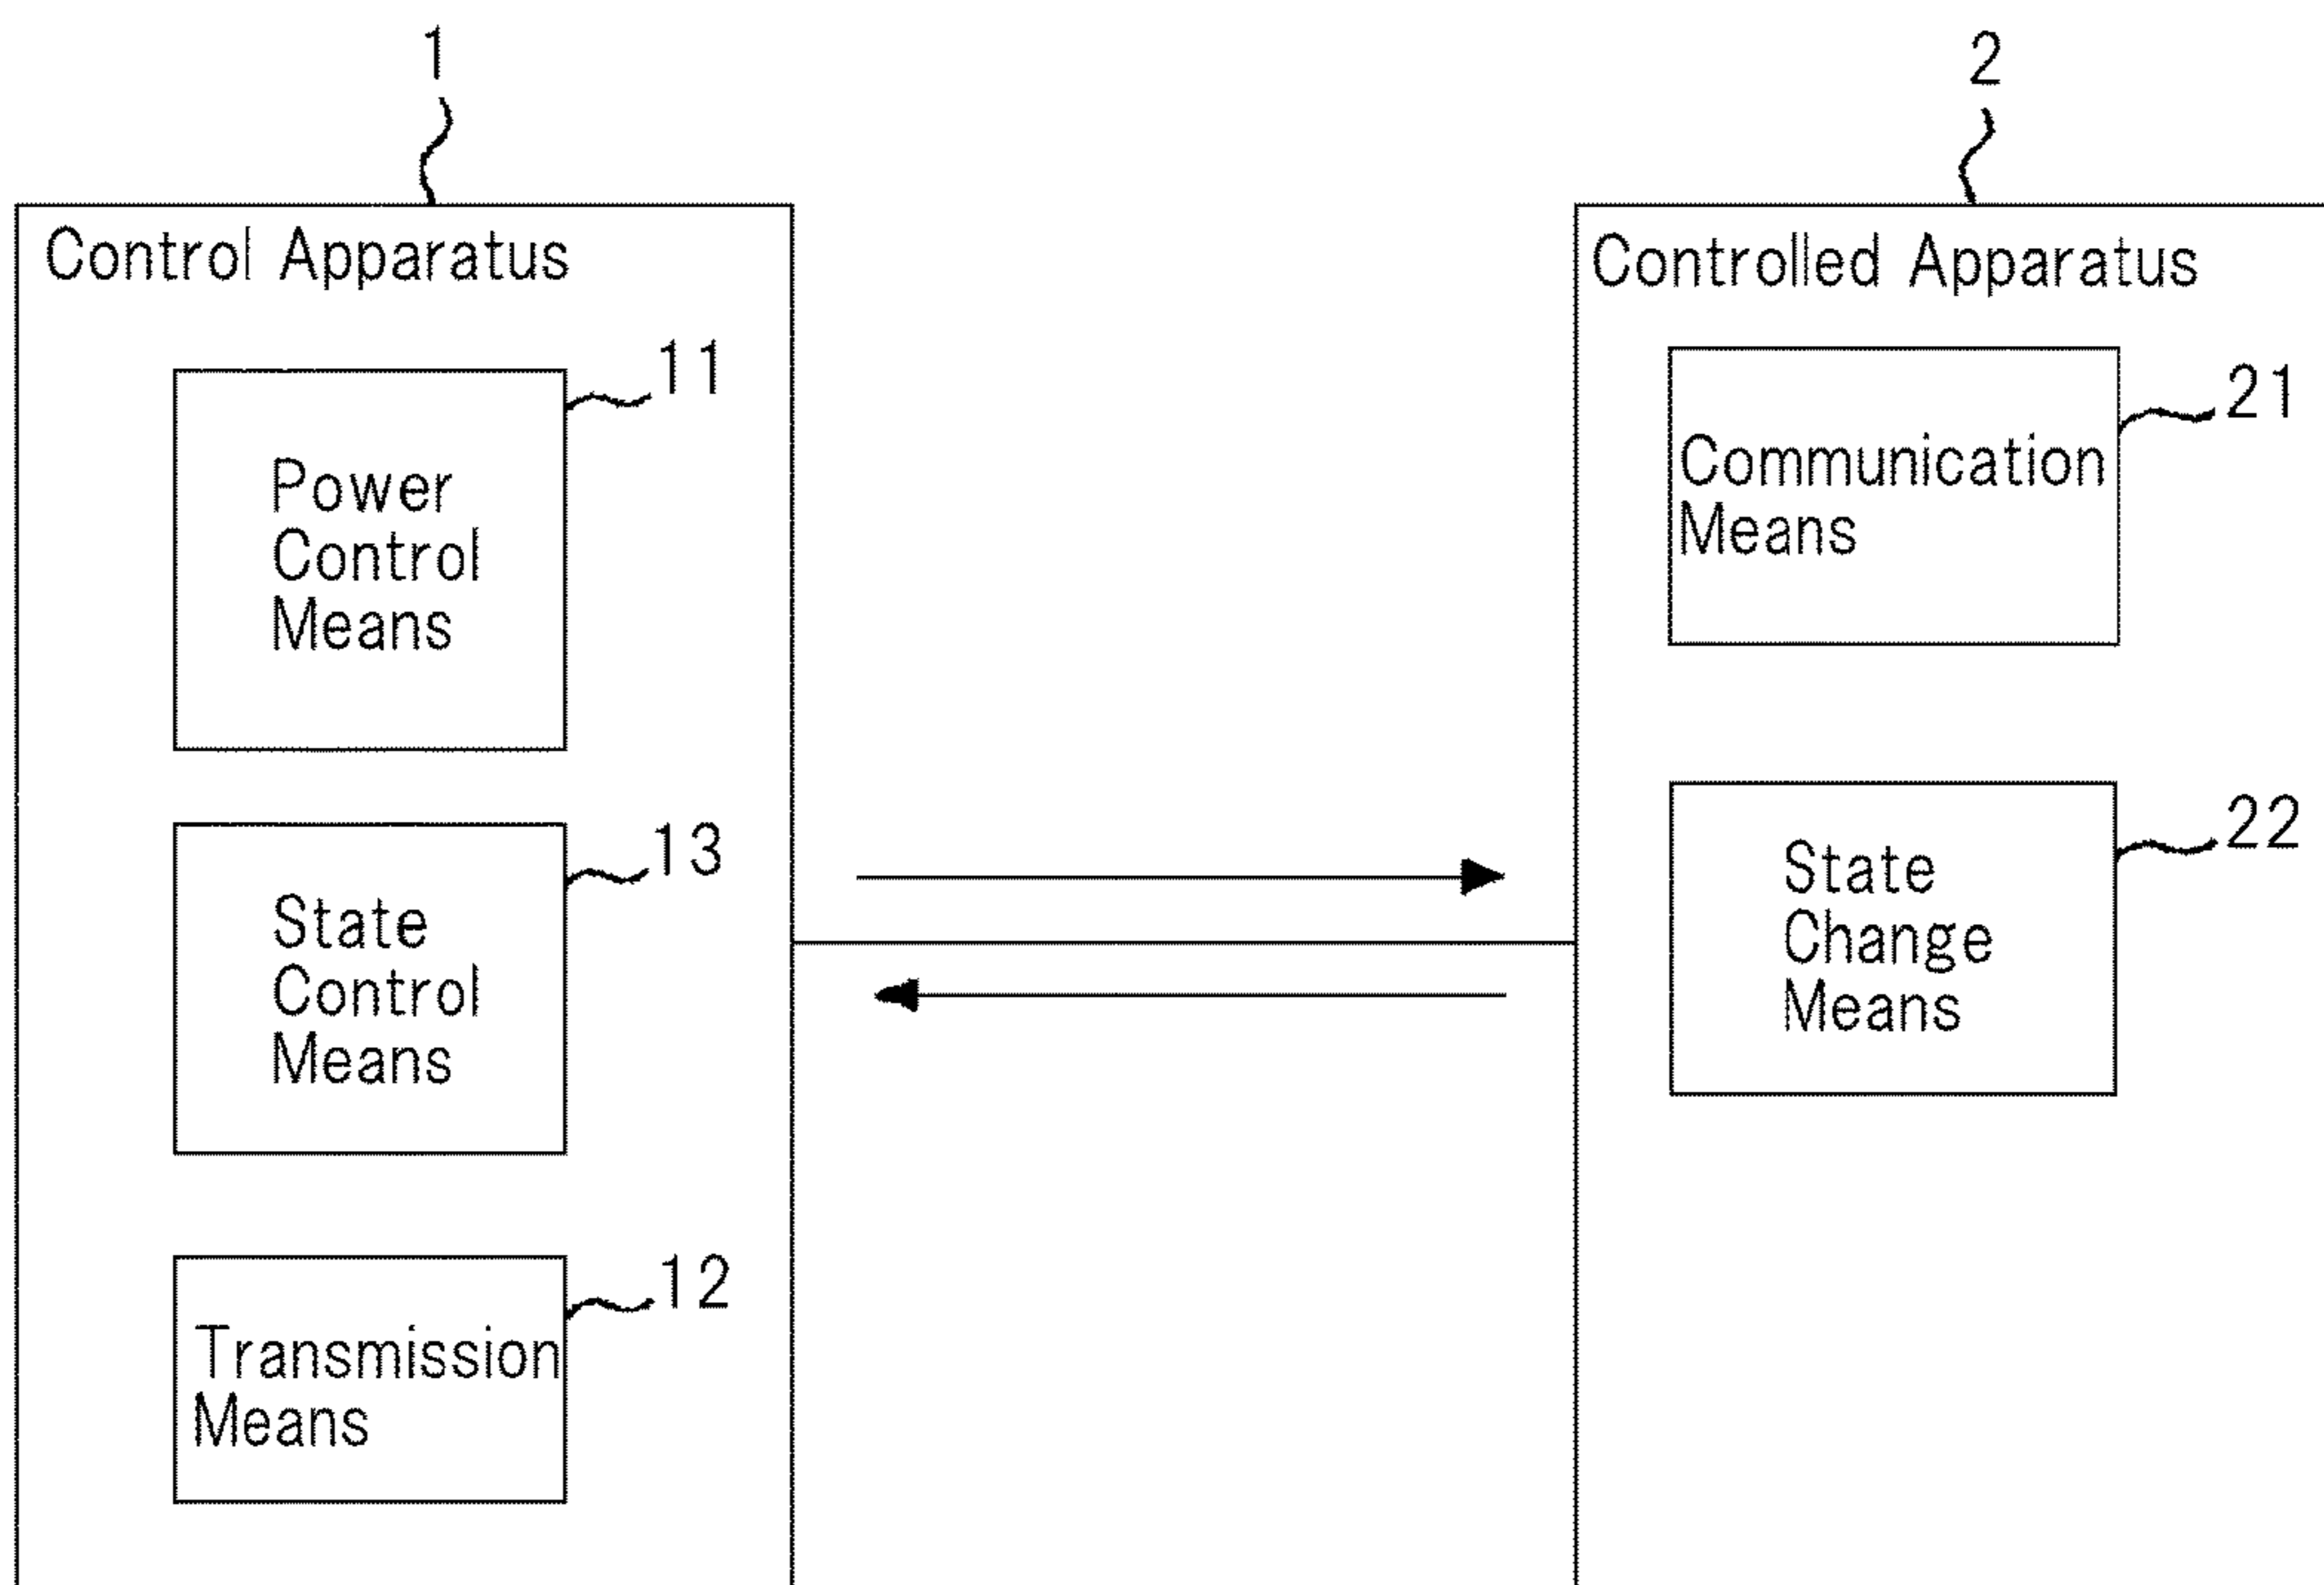 1
Control Apparatus
11
Power
Control
Means
13
State
Control
Means
12
Transmission
Means
2
Controlled Apparatus
21
Communication
Means
22
State
Change
Means